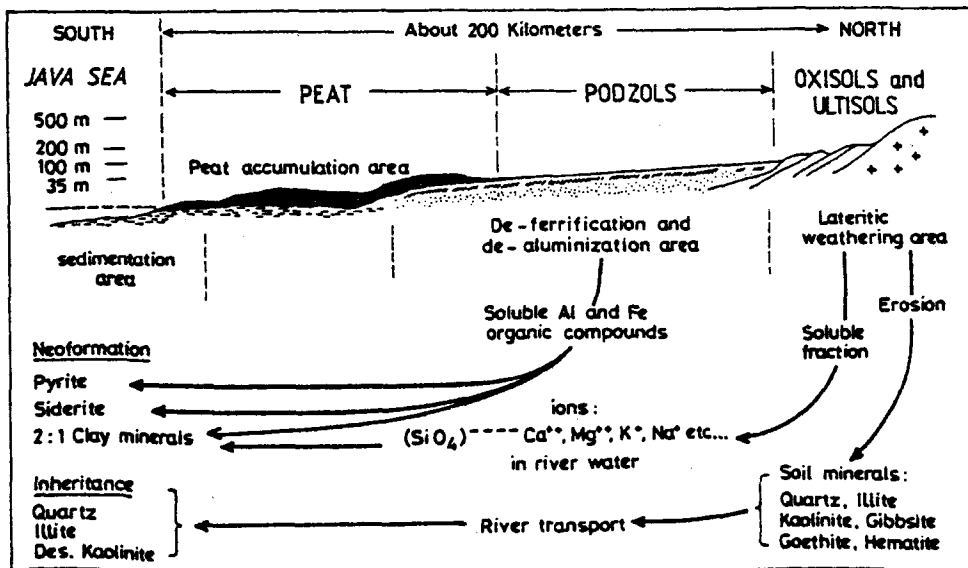 SOUTH
About 200 Kilometers
NORTH
JAVA SEA
PEAT
PODZOLS
OXISOLS and
ULTISOLS
500 m
200 m
100 m
35 m
Peat accumulation area
sedimentation
area
De-ferrification and
de-aluminization area
Lateritic
weathering area
Soluble Al and Fe
organic compounds
Erosion
Soluble
fraction
Neoformation
Pyrite
Siderite
2:1 Clay minerals
ions:
(SiO₄) ---- Ca⁺⁺, Mg⁺⁺, K⁺, Na⁺ etc...
in river water
Inheritance
Quartz
Illite
Des. Kaolinite
River transport
Soil minerals:
Quartz, Illite
Kaolinite, Gibbsite
Goethite, Hematite